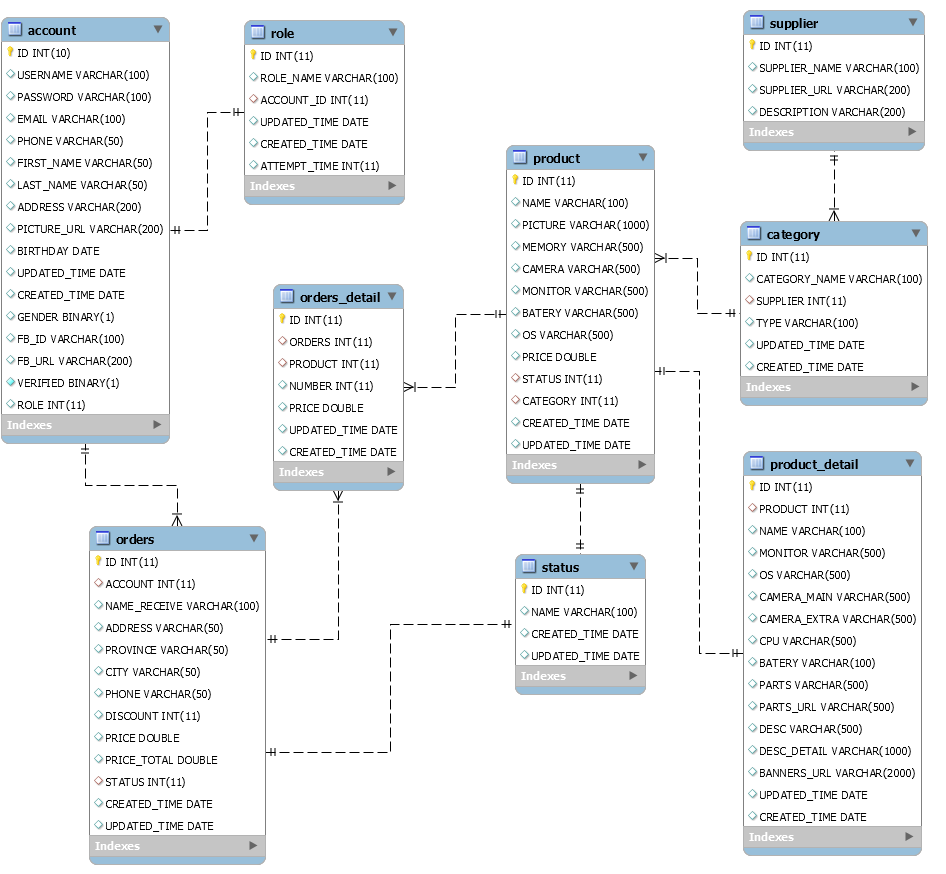 account
ID INT(10)
USERNAME VARCHAR(100)
PASSWORD VARCHAR(100)
EMAIL VARCHAR(100)
PHONE VARCHAR(50)
FIRST_NAME VARCHAR(50)
LAST_NAME VARCHAR(50)
ADDRESS VARCHAR(200)
PICTURE_URL VARCHAR(200)
BIRTHDAY DATE
UPDATED_TIME DATE
CREATED_TIME DATE
GENDER BINARY(1)
FB_ID VARCHAR(100)
FB_URL VARCHAR(200)
VERIFIED BINARY(1)
ROLE INT(11)
Indexes
role
ID INT(11)
ROLE_NAME VARCHAR(100)
ACCOUNT_ID INT(11)
UPDATED_TIME DATE
CREATED_TIME DATE
ATTEMPT_TIME INT(11)
Indexes
supplier
ID INT(11)
SUPPLIER_NAME VARCHAR(100)
SUPPLIER_URL VARCHAR(200)
DESCRIPTION VARCHAR(200)
Indexes
product
ID INT(11)
NAME VARCHAR(100)
PICTURE VARCHAR(1000)
MEMORY VARCHAR(500)
CAMERA VARCHAR(500)
MONITOR VARCHAR(500)
BATERY VARCHAR(500)
OS VARCHAR(500)
PRICE DOUBLE
STATUS INT(11)
CATEGORY INT(11)
CREATED_TIME DATE
UPDATED_TIME DATE
Indexes
category
ID INT(11)
CATEGORY_NAME VARCHAR(100)
SUPPLIER INT(11)
TYPE VARCHAR(100)
UPDATED_TIME DATE
CREATED_TIME DATE
Indexes
orders_detail
ID INT(11)
ORDERS INT(11)
PRODUCT INT(11)
NUMBER INT(11)
PRICE DOUBLE
UPDATED_TIME DATE
CREATED_TIME DATE
Indexes
product_detail
ID INT(11)
PRODUCT INT(11)
NAME VARCHAR(100)
MONITOR VARCHAR(500)
OS VARCHAR(500)
CAMERA_MAIN VARCHAR(500)
CAMERA_EXTRA VARCHAR(500)
CPU VARCHAR(500)
BATERY VARCHAR(100)
PARTS VARCHAR(500)
PARTS_URL VARCHAR(500)
DESC VARCHAR(500)
DESC_DETAIL VARCHAR(1000)
BANNERS_URL VARCHAR(2000)
UPDATED_TIME DATE
CREATED_TIME DATE
Indexes
orders
ID INT(11)
ACCOUNT INT(11)
NAME_RECEIVE VARCHAR(100)
ADDRESS VARCHAR(50)
PROVINCE VARCHAR(50)
CITY VARCHAR(50)
PHONE VARCHAR(50)
DISCOUNT INT(11)
PRICE DOUBLE
PRICE_TOTAL DOUBLE
STATUS INT(11)
CREATED_TIME DATE
UPDATED_TIME DATE
Indexes
status
ID INT(11)
NAME VARCHAR(100)
CREATED_TIME DATE
UPDATED_TIME DATE
Indexes